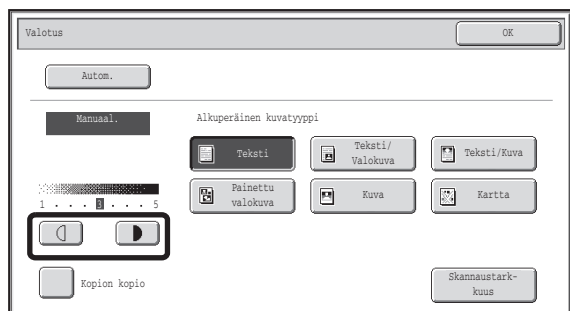 Valotus
OK
Autom.
Manuaal.
Alkuperäinen kuvatyyppi
Teksti
Teksti/
Valokuva
Teksti/Kuva
Painettu
valokuva
Kuva
Kartta
1 . . . 3 . . . 5
Kopion kopio
Skannaustark-
kuus